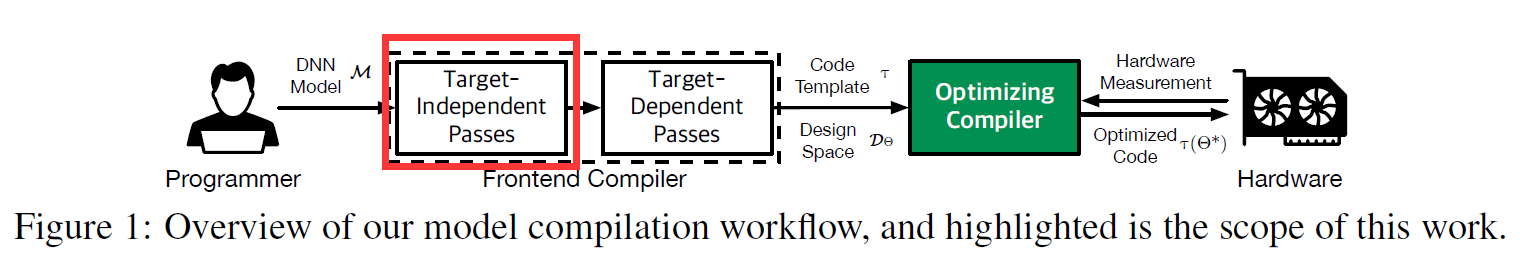 DNN
Model 𝓜
Target-
Independent
Passes
Target-
Dependent
Passes
Code
Template τ
Design
Space 𝒟Θ
Optimizing
Compiler
Hardware
Measurement
Optimized
Code τ(Θ*)
Programmer
Frontend Compiler
Hardware
Figure 1: Overview of our model compilation workflow, and highlighted is the scope of this work.